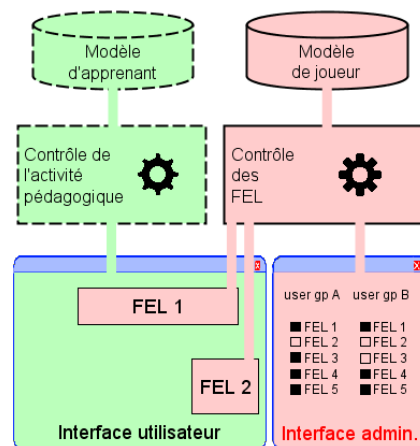 Modèle
d'apprenant
Modèle
de joueur
Contrôle de
l'activité
pédagogique
Contrôle
des
FEL
x
x
FEL 1
FEL 2
Interface utilisateur
user gp A user gp B
FEL 1 FEL 1
FEL 2 FEL 2
FEL 3 FEL 3
FEL 4 FEL 4
FEL 5 FEL 5
Interface admin.